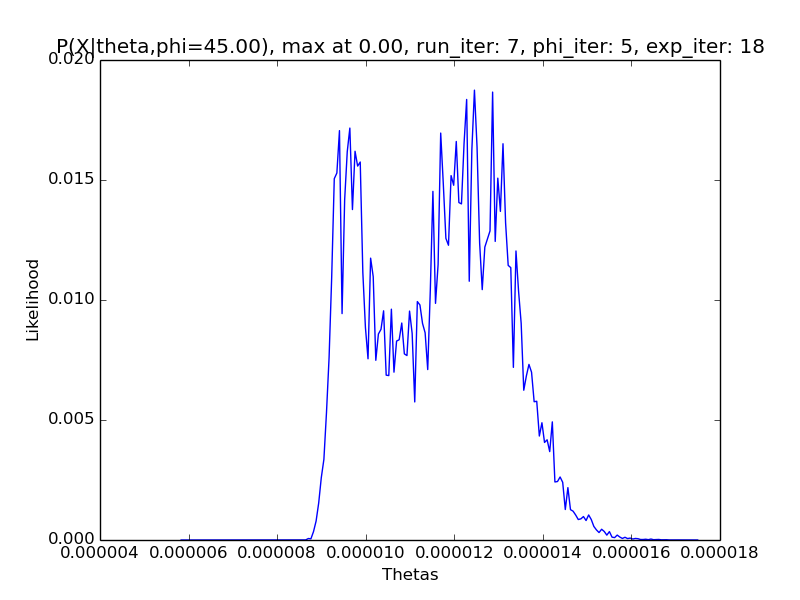 P(X|theta,phi=45.00), max at 0.00, run_iter: 7, phi_iter: 5, exp_iter: 18
0.020
0.015
0.010
0.005
0.000
Likelihood
0.000004 0.000006 0.000008 0.000010 0.000012 0.000014 0.000016 0.000018
Thetas